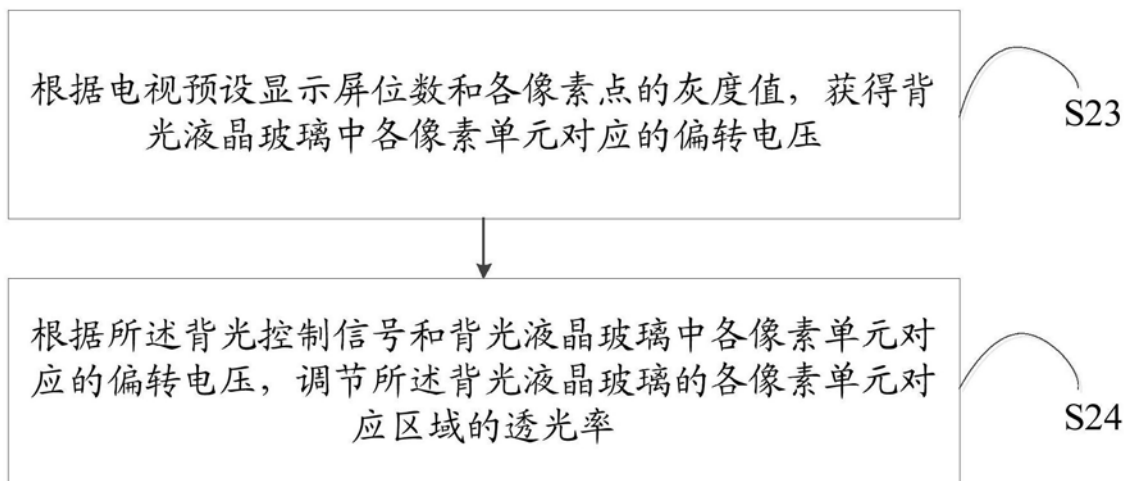 根据电视预设显示屏位数和各像素点的灰度值，获得背
光液晶玻璃中各像素单元对应的偏转电压
S23
根据所述背光控制信号和背光液晶玻璃中各像素单元对
应的偏转电压，调节所述背光液晶玻璃的各像素单元对
应区域的透光率
S24